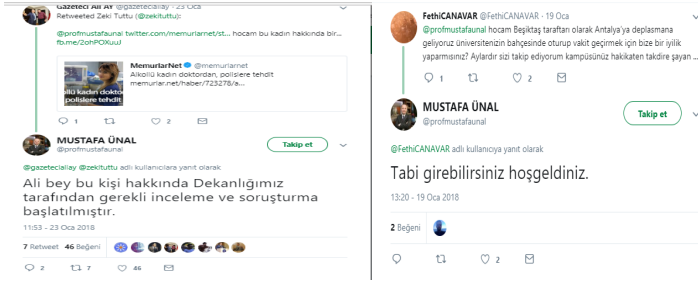 Gazeteci Ali Ay @gazetecialiay · 23 Oca
Retweeted Zeki Tuttu (@zekituttu):
@profmustafaunal twitter.com/memurlarnet/st... hocam bu kadın hakkında bir...
fb.me/2ohPOXuuJ
MemurlarNet @memurlarnet
Alkollü kadın doktordan, polislere tehdit
memurlar.net/haber/723278/a...
ollü kadın dokto
polislere tehdit
1 2
MUSTAFA ÜNAL
@profmustafaunal
Takip et
@gazetecialiay @zekituttu adlı kullanıcılara yanıt olarak
Ali bey bu kişi hakkında Dekanlığımız
tarafından gerekli inceleme ve soruşturma
başlatılmıştır.
11:53 - 23 Oca 2018
7 Retweet 46 Beğeni
2 7 46
FethiCANAVAR @FethiCANAVAR · 19 Oca
@profmustafaunal hocam Beşiktaş taraftarı olarak Antalya'ya deplasmana
geliyoruz üniversitenizin bahçesinde oturup vakit geçirmek için bize bir iyilik
yaparmısınız? Aylardır sizi takip ediyorum kampüsünüz hakikaten takdire şayan ...
1 2
MUSTAFA ÜNAL
@profmustafaunal
Takip et
@FethiCANAVAR adlı kullanıcıya yanıt olarak
Tabi girebilirsiniz hoşgeldiniz.
13:20 - 19 Oca 2018
2 Beğeni
2